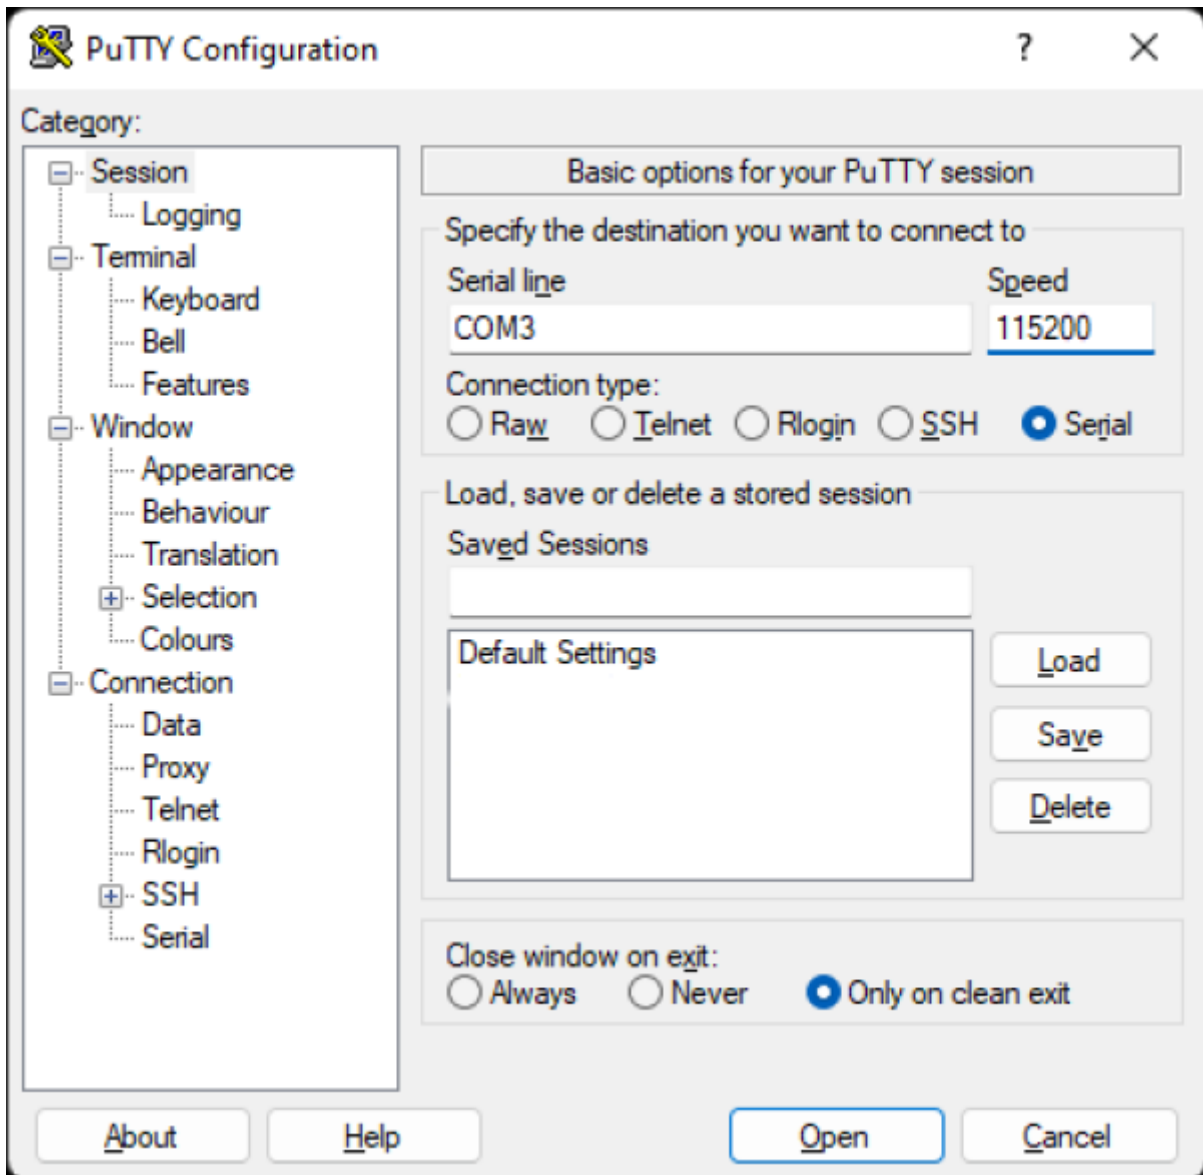 PuTTY Configuration
?
Category:
Session
Logging
Terminal
Keyboard
Bell
Features
Window
Appearance
Behaviour
Translation
Selection
Colours
Connection
Data
Proxy
Telnet
Rlogin
SSH
Serial
Basic options for your PuTTY session
Specify the destination you want to connect to
Serial line Speed
COM3 115200
Connection type:
Raw Telnet Rlogin SSH Serial
Load, save or delete a stored session
Saved Sessions
Default Settings
Load
Save
Delete
Close window on exit:
Always Never Only on clean exit
About Help Open Cancel